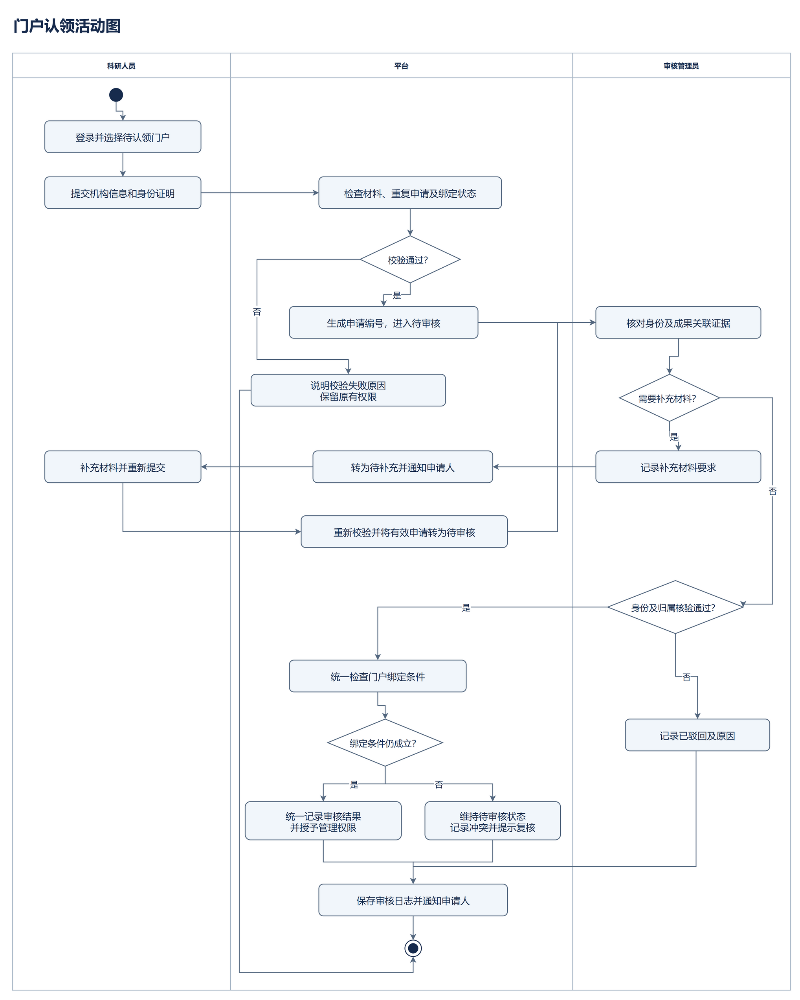 门户认领活动图
科研人员
平台
审核管理员
登录并选择待认领门户
提交机构信息和身份证明
检查材料、重复申请及绑定状态
校验通过?
是
否
生成申请编号，进入待审核
核对身份及成果关联证据
说明校验失败原因
保留原有权限
需要补充材料?
是
否
补充材料并重新提交
转为待补充并通知申请人
记录补充材料要求
重新校验并将有效申请转为待审核
身份及归属核验通过?
是
否
统一检查门户绑定条件
绑定条件仍成立?
记录已驳回及原因
是
否
统一记录审核结果
并授予管理权限
维持待审核状态
记录冲突并提示复核
保存审核日志并通知申请人